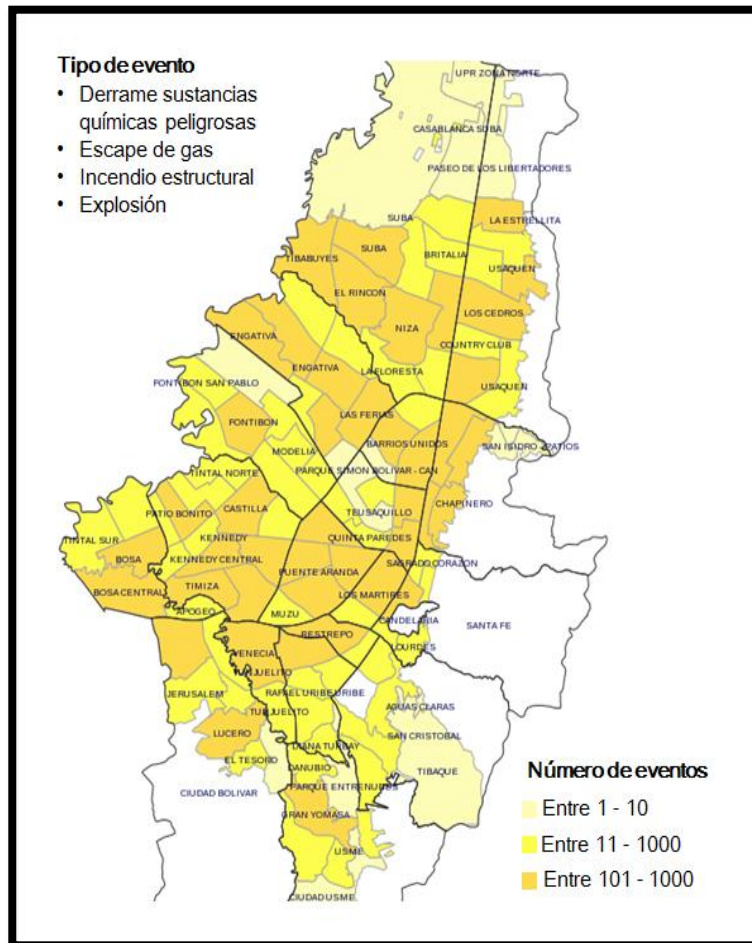 Tipo de evento
• Derrame sustancias
químicas peligrosas
• Escape de gas
• Incendio estructural
• Explosión
UPR ZONA NORTE
CASABLANCA SUBA
PASEO DE LOS LIBERTADORES
SUBA
LA ESTRELLITA
SUBA
TIBABUYES
BRITALIA
USAQUEN
EL RINCON
LOS CEDROS
NIZA
ENGATIVA
COUNTRY CLUB
ENGATIVA
LA FLORESTA
FONTIBON SAN PABLO
USAQUEN
LAS FERIAS
FONTIBON
BARRIOS UNIDOS
SAN ISIDRO - PATIOS
MODELIA
PARQUE SIMON BOLIVAR - CAN
TINTAL NORTE
CHAPINERO
PATIO BONITO
CASTILLA
TEUSAQUILLO
TINTAL SUR
KENNEDY
QUINTA PAREDES
BOSA
KENNEDY CENTRAL
SAGRADO CORAZON
PUENTE ARANDA
BOSA CENTRAL
TIMIZA
LOS MARTIRES
APOGEO
MUZU
CANDELARIA
SANTA FE
RESTREPO
LOURDES
VENECIA
TUNJUELITO
JERUSALEM
RAFAEL URIBE URIBE
AGUAS CLARAS
TUNJUELITO
LUCERO
SAN CRISTOBAL
DIANA TURBAY
EL TESORO
DANUBIO
TIBAQUE
CIUDAD BOLIVAR
PARQUE ENTRENUBES
GRAN YOMASA
USME
CIUDAD USME
Número de eventos
Entre 1 - 10
Entre 11 - 1000
Entre 101 - 1000